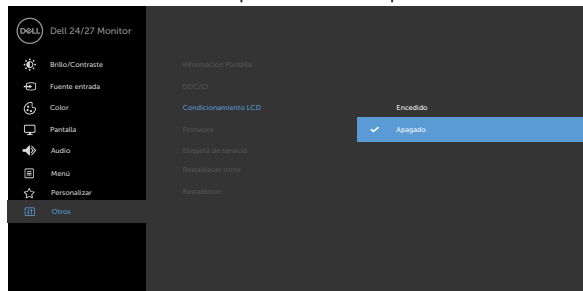 DELL Dell 24/27 Monitor
Brillo/Contraste
Fuente entrada
Color
Pantalla
Audio
Menú
Personalizar
Otros
Información Pantalla
DDC/CI
Condicionamiento LCD
Firmware
Etiqueta de servicio
Restablecer otros
Restablecer
Encedido
Apagado